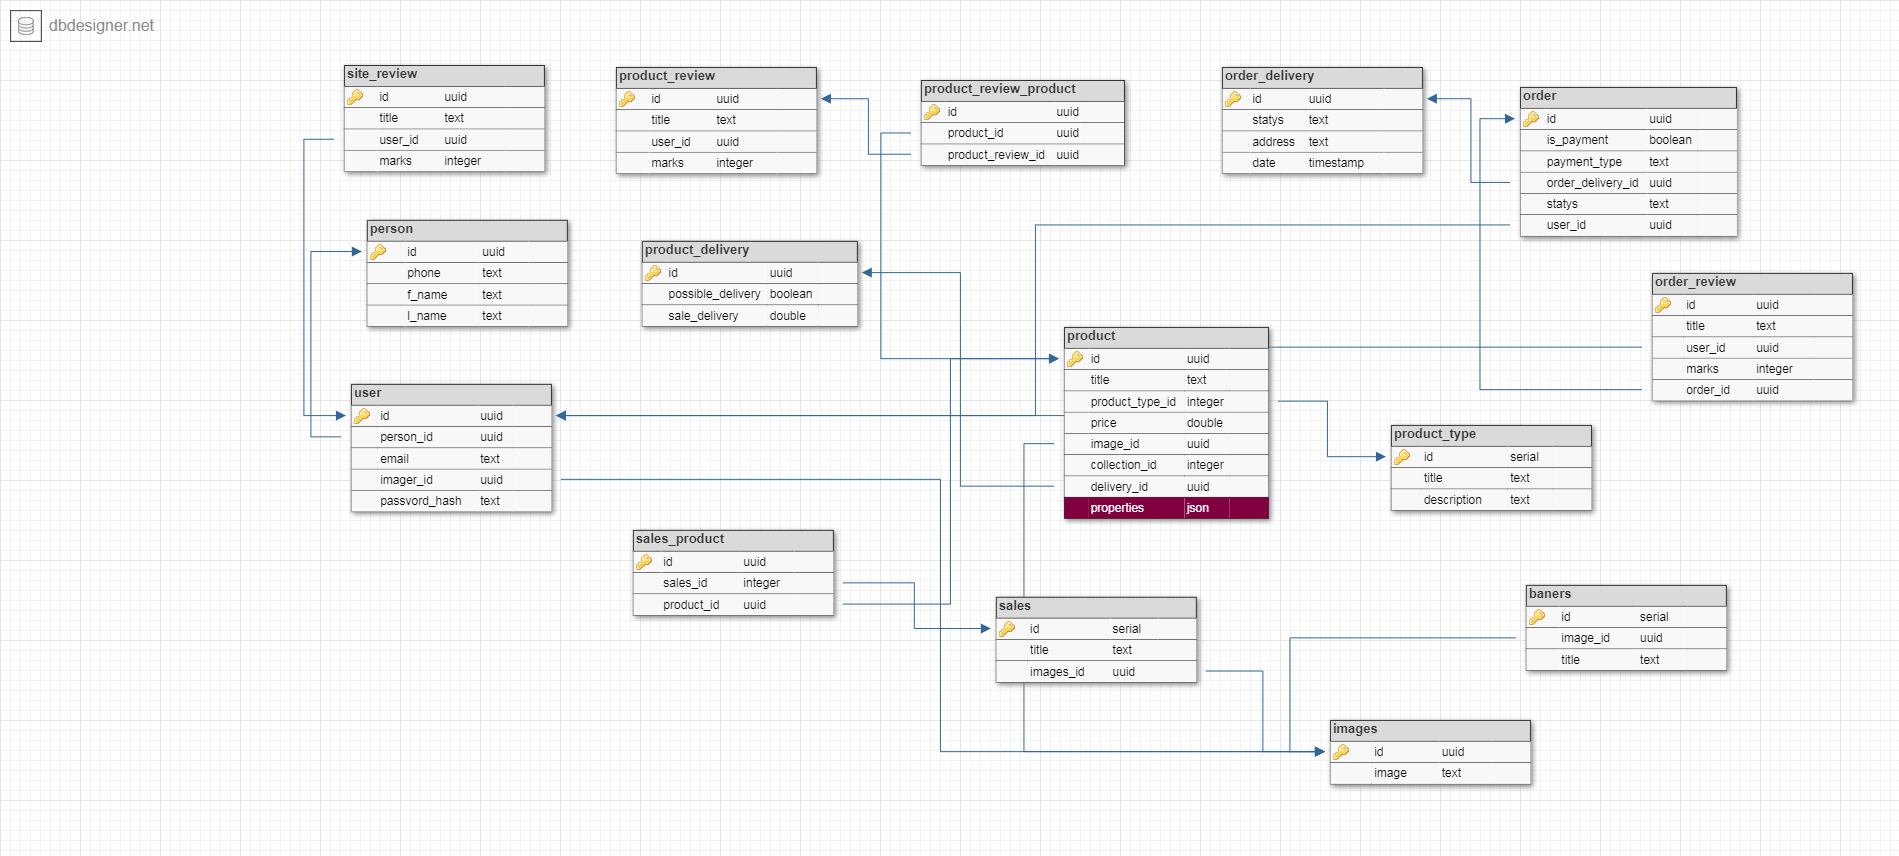 dbdesigner.net
site_review
id uuid
title text
user_id uuid
marks integer
product_review
id uuid
title text
user_id uuid
marks integer
product_review_product
id uuid
product_id uuid
product_review_id uuid
order_delivery
id uuid
statys text
address text
date timestamp
order
id uuid
is_payment boolean
payment_type text
order_delivery_id uuid
statys text
user_id uuid
person
id uuid
phone text
f_name text
l_name text
product_delivery
id uuid
possible_delivery boolean
sale_delivery double
order_review
id uuid
title text
user_id uuid
marks integer
order_id uuid
product
id uuid
title text
product_type_id integer
price double
image_id uuid
collection_id integer
delivery_id uuid
properties json
user
id uuid
person_id uuid
email text
imager_id uuid
passvord_hash text
product_type
id serial
title text
description text
sales_product
id uuid
sales_id integer
product_id uuid
sales
id serial
title text
images_id uuid
baners
id serial
image_id uuid
title text
images
id uuid
image text